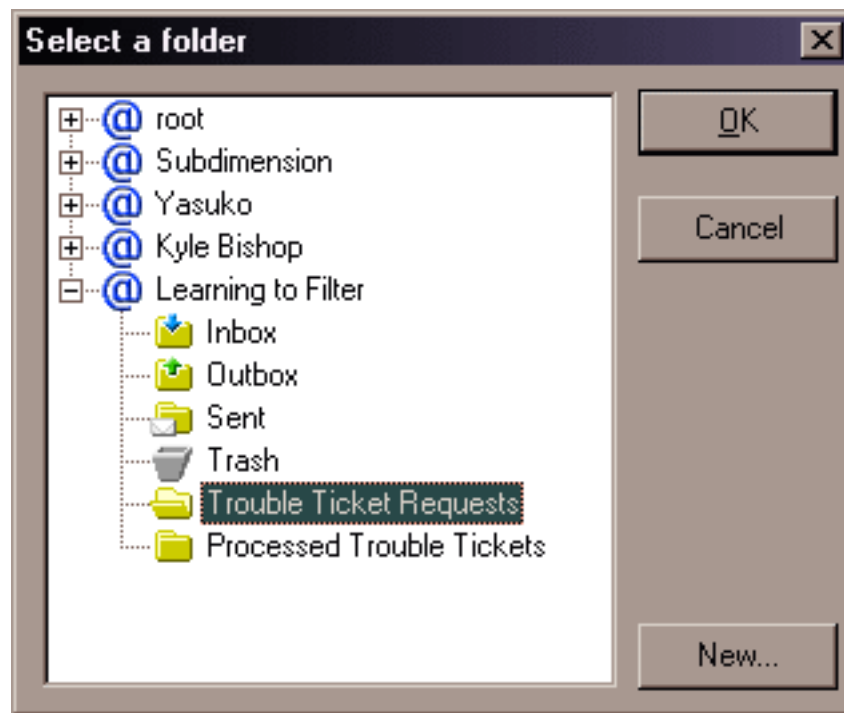 Select a folder
root
Subdimension
Yasuko
Kyle Bishop
Learning to Filter
Inbox
Outbox
Sent
Trash
Trouble Ticket Requests
Processed Trouble Tickets
OK
Cancel
New...